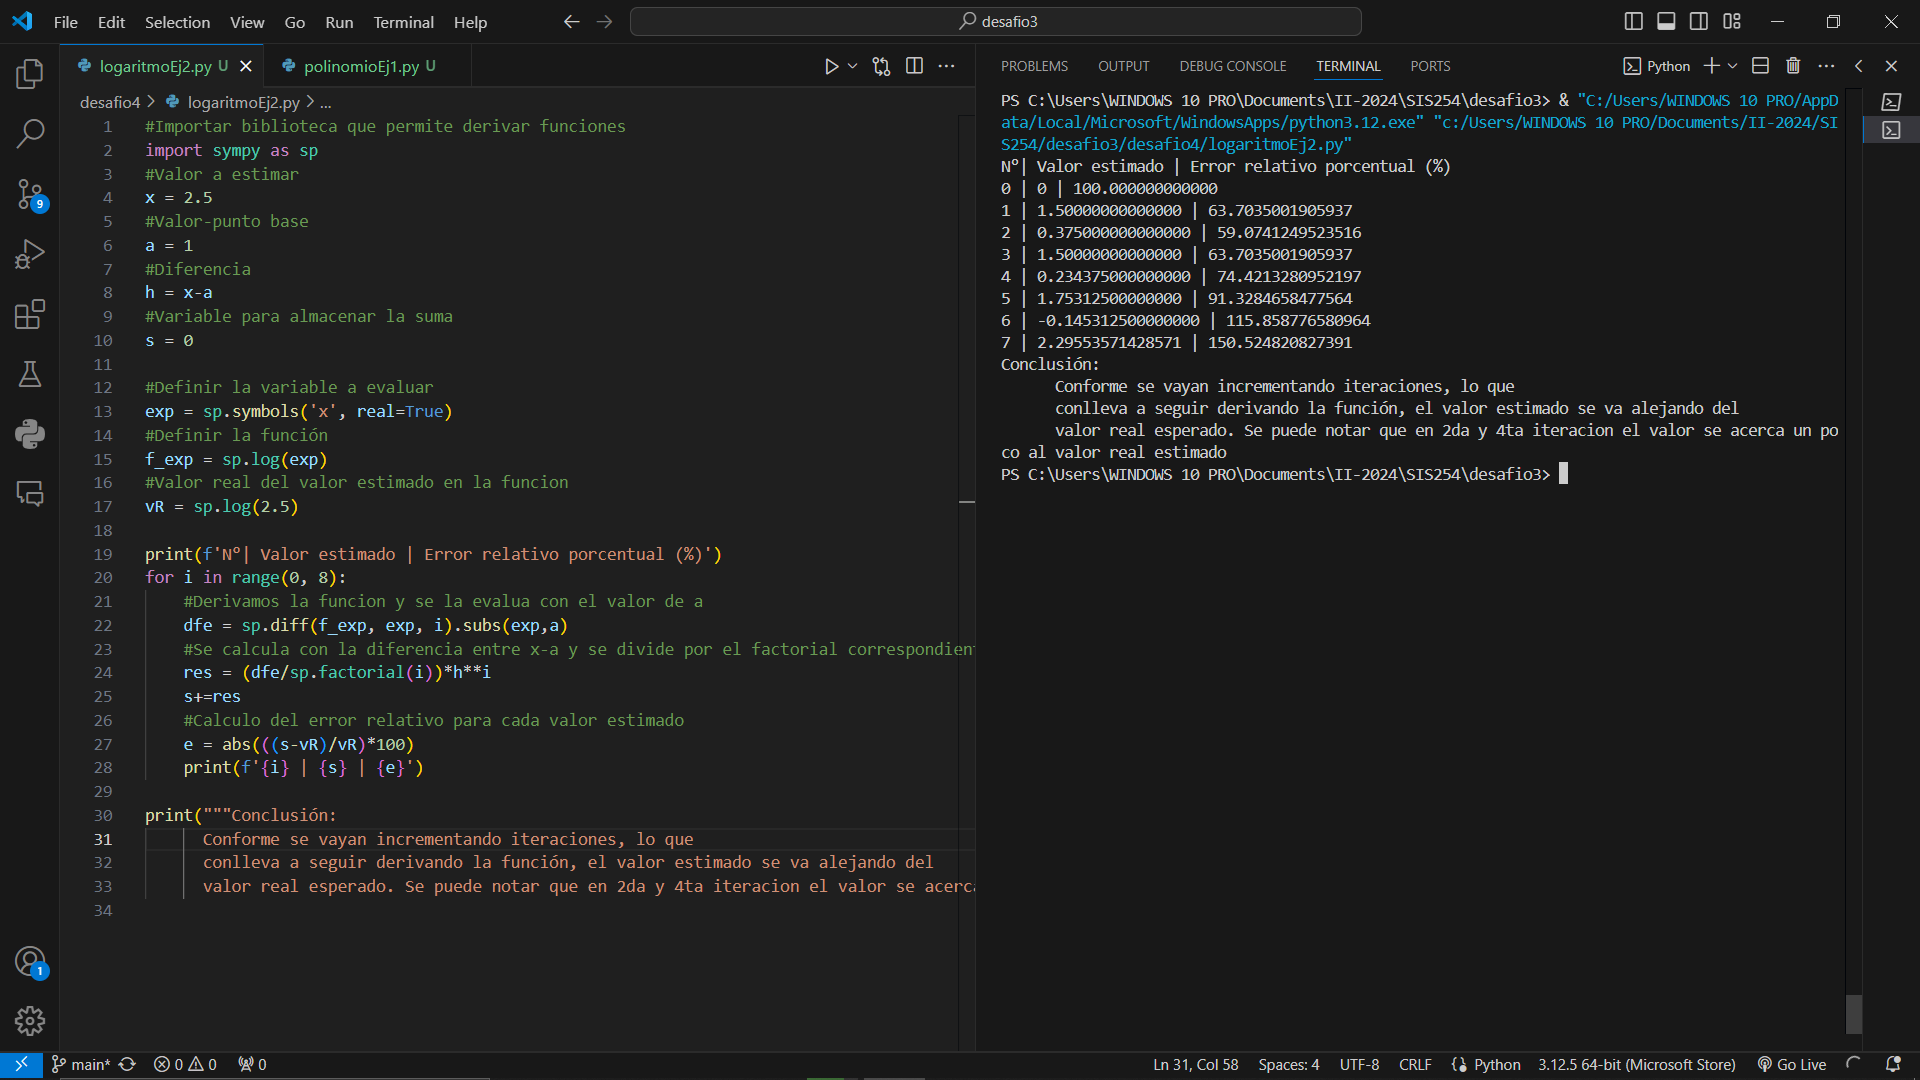 File Edit Selection View Go Run Terminal Help
desafio3
logaritmoEj2.py U
polinomioEj1.py U
desafio4 > logaritmoEj2.py > ...
1 #Importar biblioteca que permite derivar funciones
2 import sympy as sp
3 #Valor a estimar
4 x = 2.5
5 #Valor-punto base
6 a = 1
7 #Diferencia
8 h = x-a
9 #Variable para almacenar la suma
10 s = 0
11
12 #Definir la variable a evaluar
13 exp = sp.symbols('x', real=True)
14 #Definir la función
15 f_exp = sp.log(exp)
16 #Valor real del valor estimado en la funcion
17 vR = sp.log(2.5)
18
19 print(f'Nº| Valor estimado | Error relativo porcentual (%)')
20 for i in range(0, 8):
21 #Derivamos la funcion y se la evalua con el valor de a
22 dfe = sp.diff(f_exp, exp, i).subs(exp,a)
23 #Se calcula con la diferencia entre x-a y se divide por el factorial correspondien
24 res = (dfe/sp.factorial(i))*h**i
25 s+=res
26 #Calculo del error relativo para cada valor estimado
27 e = abs(((s-vR)/vR)*100)
28 print(f'{i} | {s} | {e}')
29
30 print("""Conclusión:
31 Conforme se vayan incrementando iteraciones, lo que
32 conlleva a seguir derivando la función, el valor estimado se va alejando del
33 valor real esperado. Se puede notar que en 2da y 4ta iteracion el valor se acerca
34
PROBLEMS OUTPUT DEBUG CONSOLE TERMINAL PORTS
Python
PS C:\Users\WINDOWS 10 PRO\Documents\II-2024\SIS254\desafio3> & "C:/Users/WINDOWS 10 PRO/AppD
ata/Local/Microsoft/WindowsApps/python3.12.exe" "c:/Users/WINDOWS 10 PRO/Documents/II-2024/SI
S254/desafio3/desafio4/logaritmoEj2.py"
Nº| Valor estimado | Error relativo porcentual (%)
0 | 0 | 100.000000000000
1 | 1.50000000000000 | 63.7035001905937
2 | 0.375000000000000 | 59.0741249523516
3 | 1.50000000000000 | 63.7035001905937
4 | 0.234375000000000 | 74.4213280952197
5 | 1.75312500000000 | 91.3284658477564
6 | -0.145312500000000 | 115.858776580964
7 | 2.29553571428571 | 150.524820827391
Conclusión:
Conforme se vayan incrementando iteraciones, lo que
conlleva a seguir derivando la función, el valor estimado se va alejando del
valor real esperado. Se puede notar que en 2da y 4ta iteracion el valor se acerca un po
co al valor real estimado
PS C:\Users\WINDOWS 10 PRO\Documents\II-2024\SIS254\desafio3>
9
1
main* 0 0 0
Ln 31, Col 58 Spaces: 4 UTF-8 CRLF Python 3.12.5 64-bit (Microsoft Store) Go Live